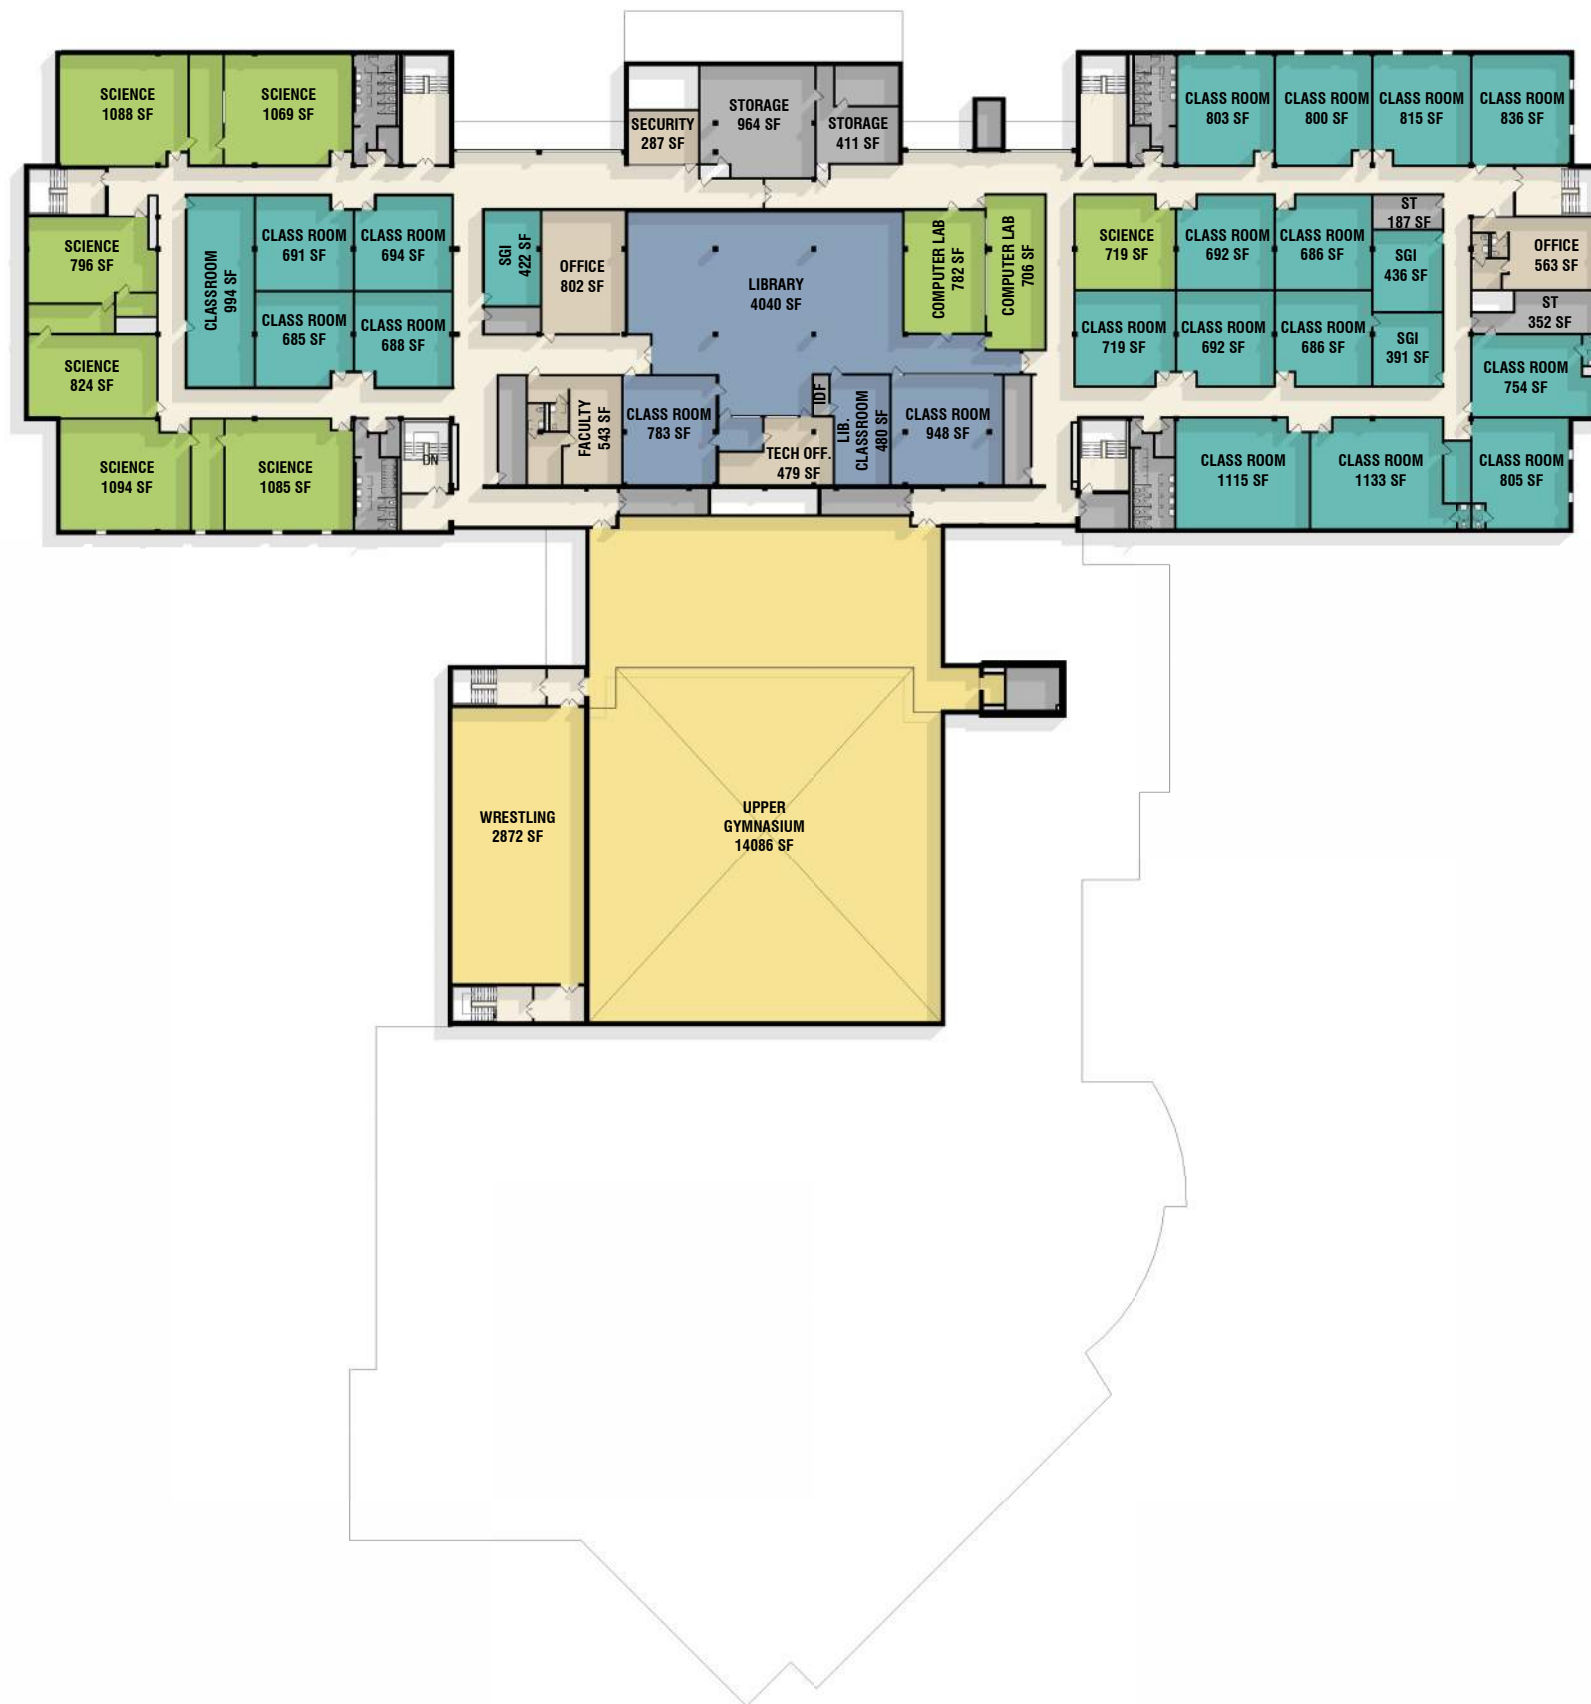 SCIENCE
1088 SF
SCIENCE
1069 SF
SECURITY
287 SF
STORAGE
964 SF
STORAGE
411 SF
CLASS ROOM
803 SF
CLASS ROOM
800 SF
CLASS ROOM
815 SF
CLASS ROOM
836 SF
SCIENCE
796 SF
CLASSROOM
994 SF
CLASS ROOM
691 SF
CLASS ROOM
694 SF
SGI
422 SF
OFFICE
802 SF
LIBRARY
4040 SF
COMPUTER LAB
782 SF
COMPUTER LAB
706 SF
SCIENCE
719 SF
CLASS ROOM
692 SF
CLASS ROOM
686 SF
ST
187 SF
SGI
436 SF
OFFICE
563 SF
ST
352 SF
CLASS ROOM
685 SF
CLASS ROOM
688 SF
CLASS ROOM
719 SF
CLASS ROOM
692 SF
CLASS ROOM
686 SF
SGI
391 SF
CLASS ROOM
754 SF
SCIENCE
824 SF
FACULTY
543 SF
CLASS ROOM
783 SF
IDF
LIB.
CLASSROOM
480 SF
CLASS ROOM
948 SF
TECH OFF.
479 SF
SCIENCE
1094 SF
SCIENCE
1085 SF
DN
CLASS ROOM
1115 SF
CLASS ROOM
1133 SF
CLASS ROOM
805 SF
WRESTLING
2872 SF
UPPER
GYMNASIUM
14086 SF